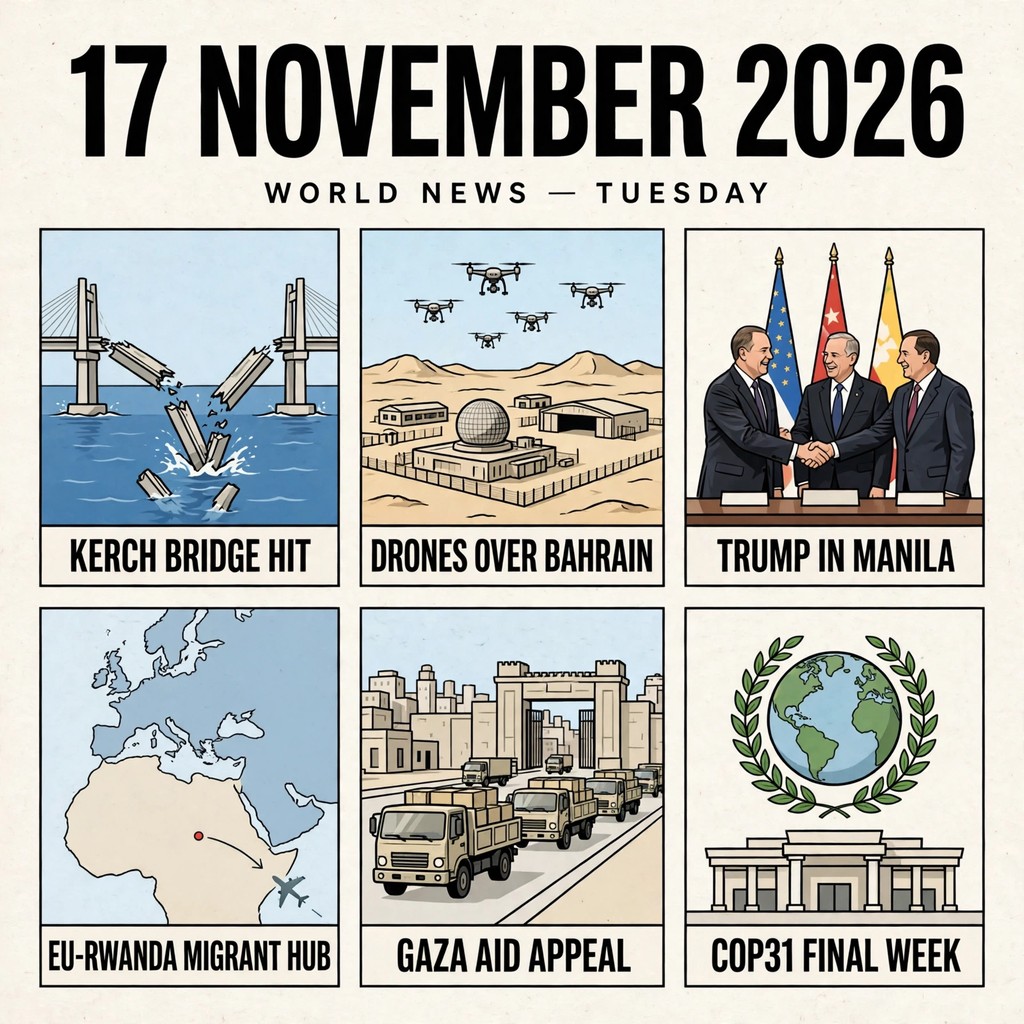 17 NOVEMBER 2026
WORLD NEWS — TUESDAY
KERCH BRIDGE HIT
DRONES OVER BAHRAIN
TRUMP IN MANILA
EU-RWANDA MIGRANT HUB
GAZA AID APPEAL
COP31 FINAL WEEK